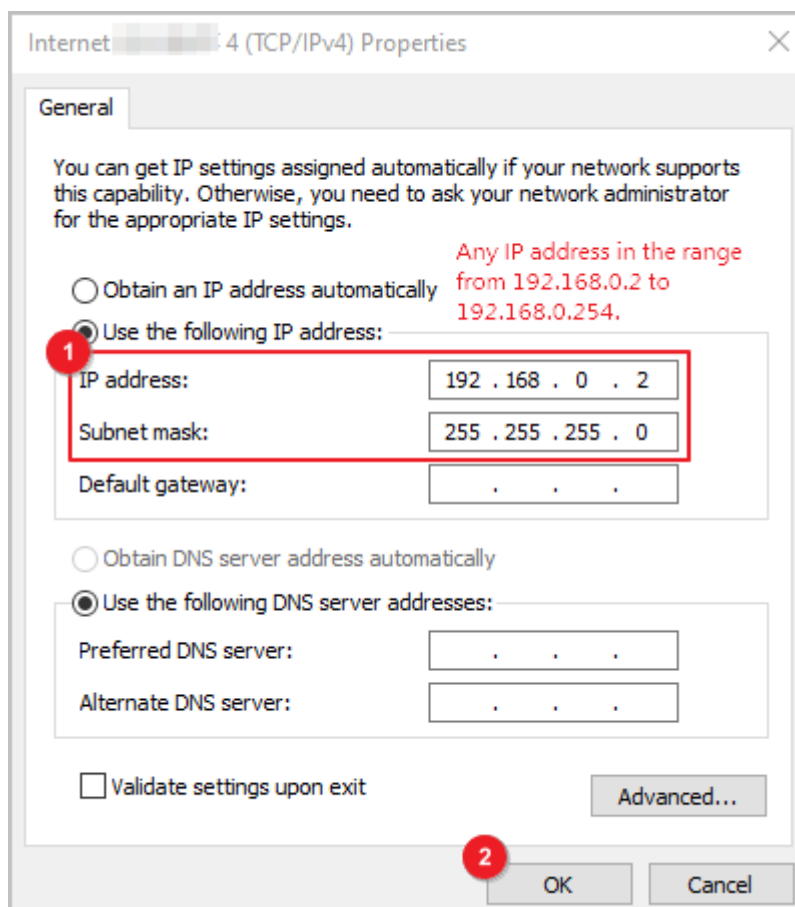 Internet 4 (TCP/IPv4) Properties
General
You can get IP settings assigned automatically if your network supports
this capability. Otherwise, you need to ask your network administrator
for the appropriate IP settings.
Any IP address in the range
from 192.168.0.2 to
192.168.0.254.
Obtain an IP address automatically
Use the following IP address:
1
IP address: 192 . 168 . 0 . 2
Subnet mask: 255 . 255 . 255 . 0
Default gateway: . . .
Obtain DNS server address automatically
Use the following DNS server addresses:
Preferred DNS server: . . .
Alternate DNS server: . . .
Validate settings upon exit
Advanced...
2
OK Cancel